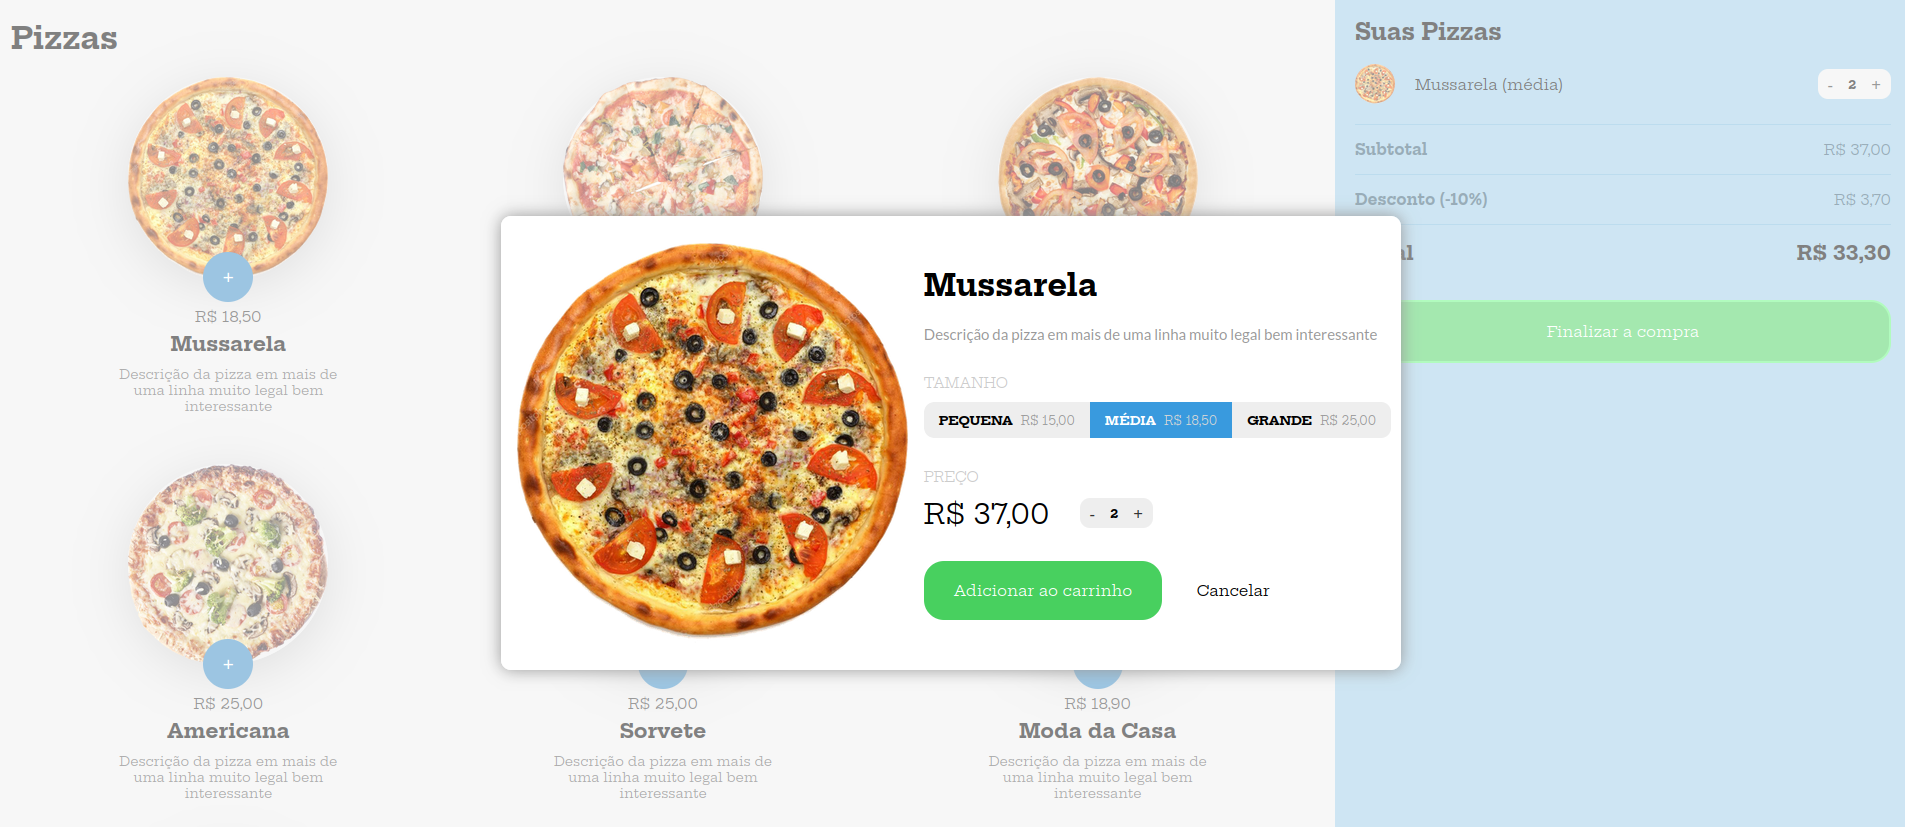 Pizzas
+
R$ 18,50
Mussarela
Descrição da pizza em mais de
uma linha muito legal bem
interessante
+
R$ 25,00
Americana
Descrição da pizza em mais de
uma linha muito legal bem
interessante
R$ 25,00
Sorvete
Descrição da pizza em mais de
uma linha muito legal bem
interessante
R$ 18,90
Moda da Casa
Descrição da pizza em mais de
uma linha muito legal bem
interessante
Mussarela
Descrição da pizza em mais de uma linha muito legal bem interessante
TAMANHO
PEQUENA R$ 15,00 MÉDIA R$ 18,50 GRANDE R$ 25,00
PREÇO
R$ 37,00 - 2 +
Adicionar ao carrinho Cancelar
Suas Pizzas
Mussarela (média) - 2 +
Subtotal R$ 37,00
Desconto (-10%) R$ 3,70
R$ 33,30
Finalizar a compra